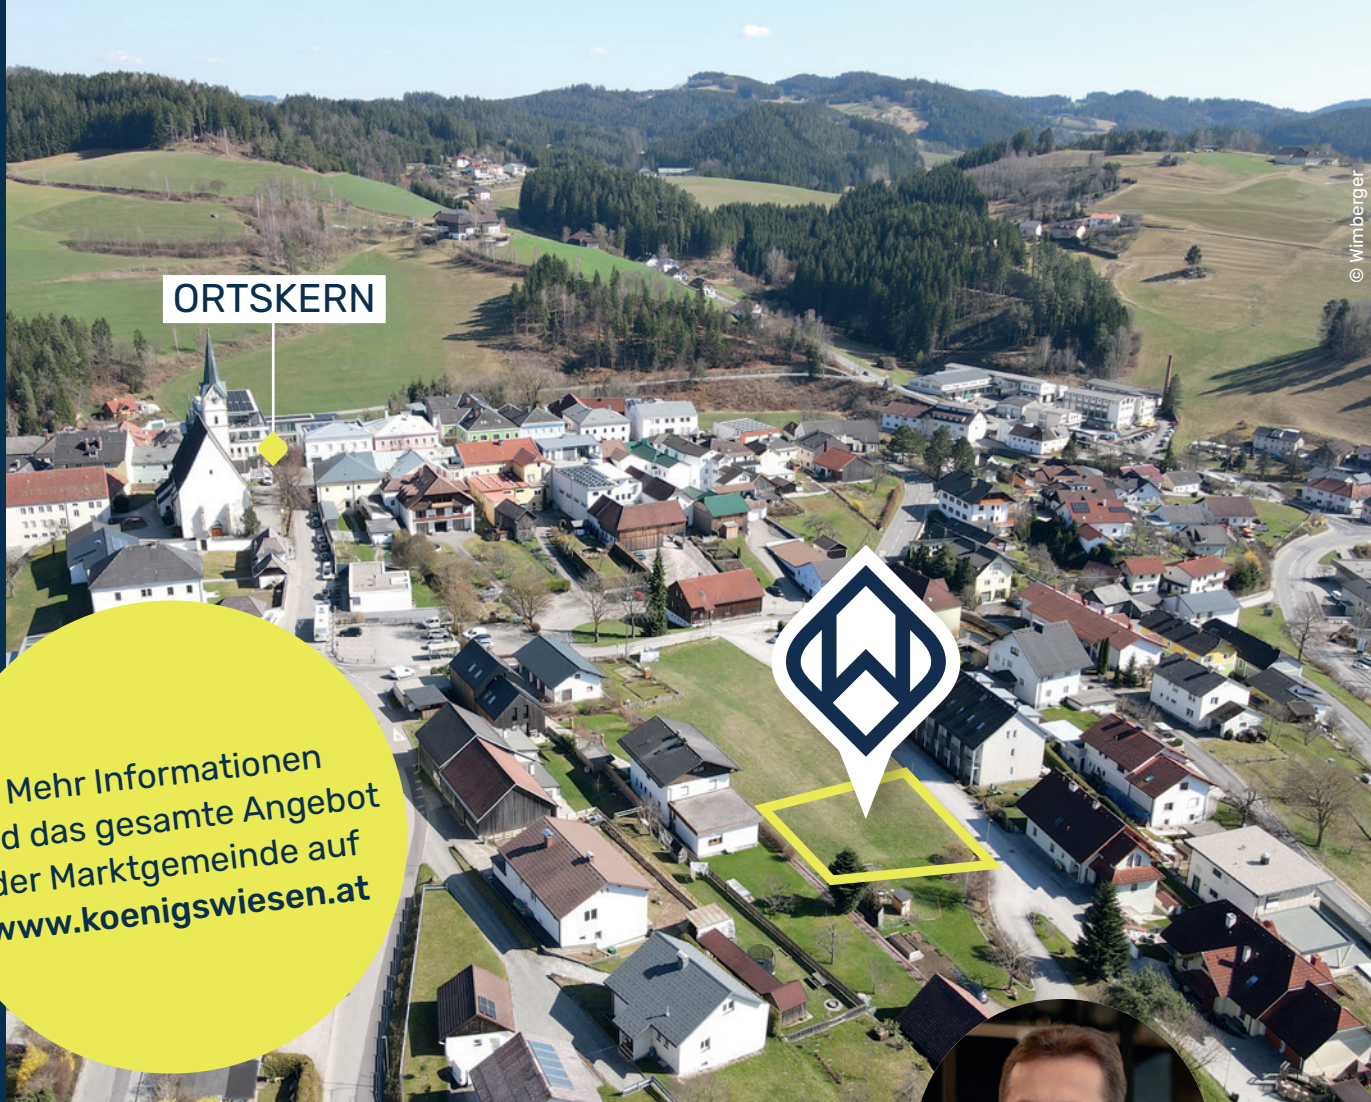 ORTSKERN
© Wimberger
Mehr Informationen
d das gesamte Angebot
der Marktgemeinde auf
www.koenigswiesen.at